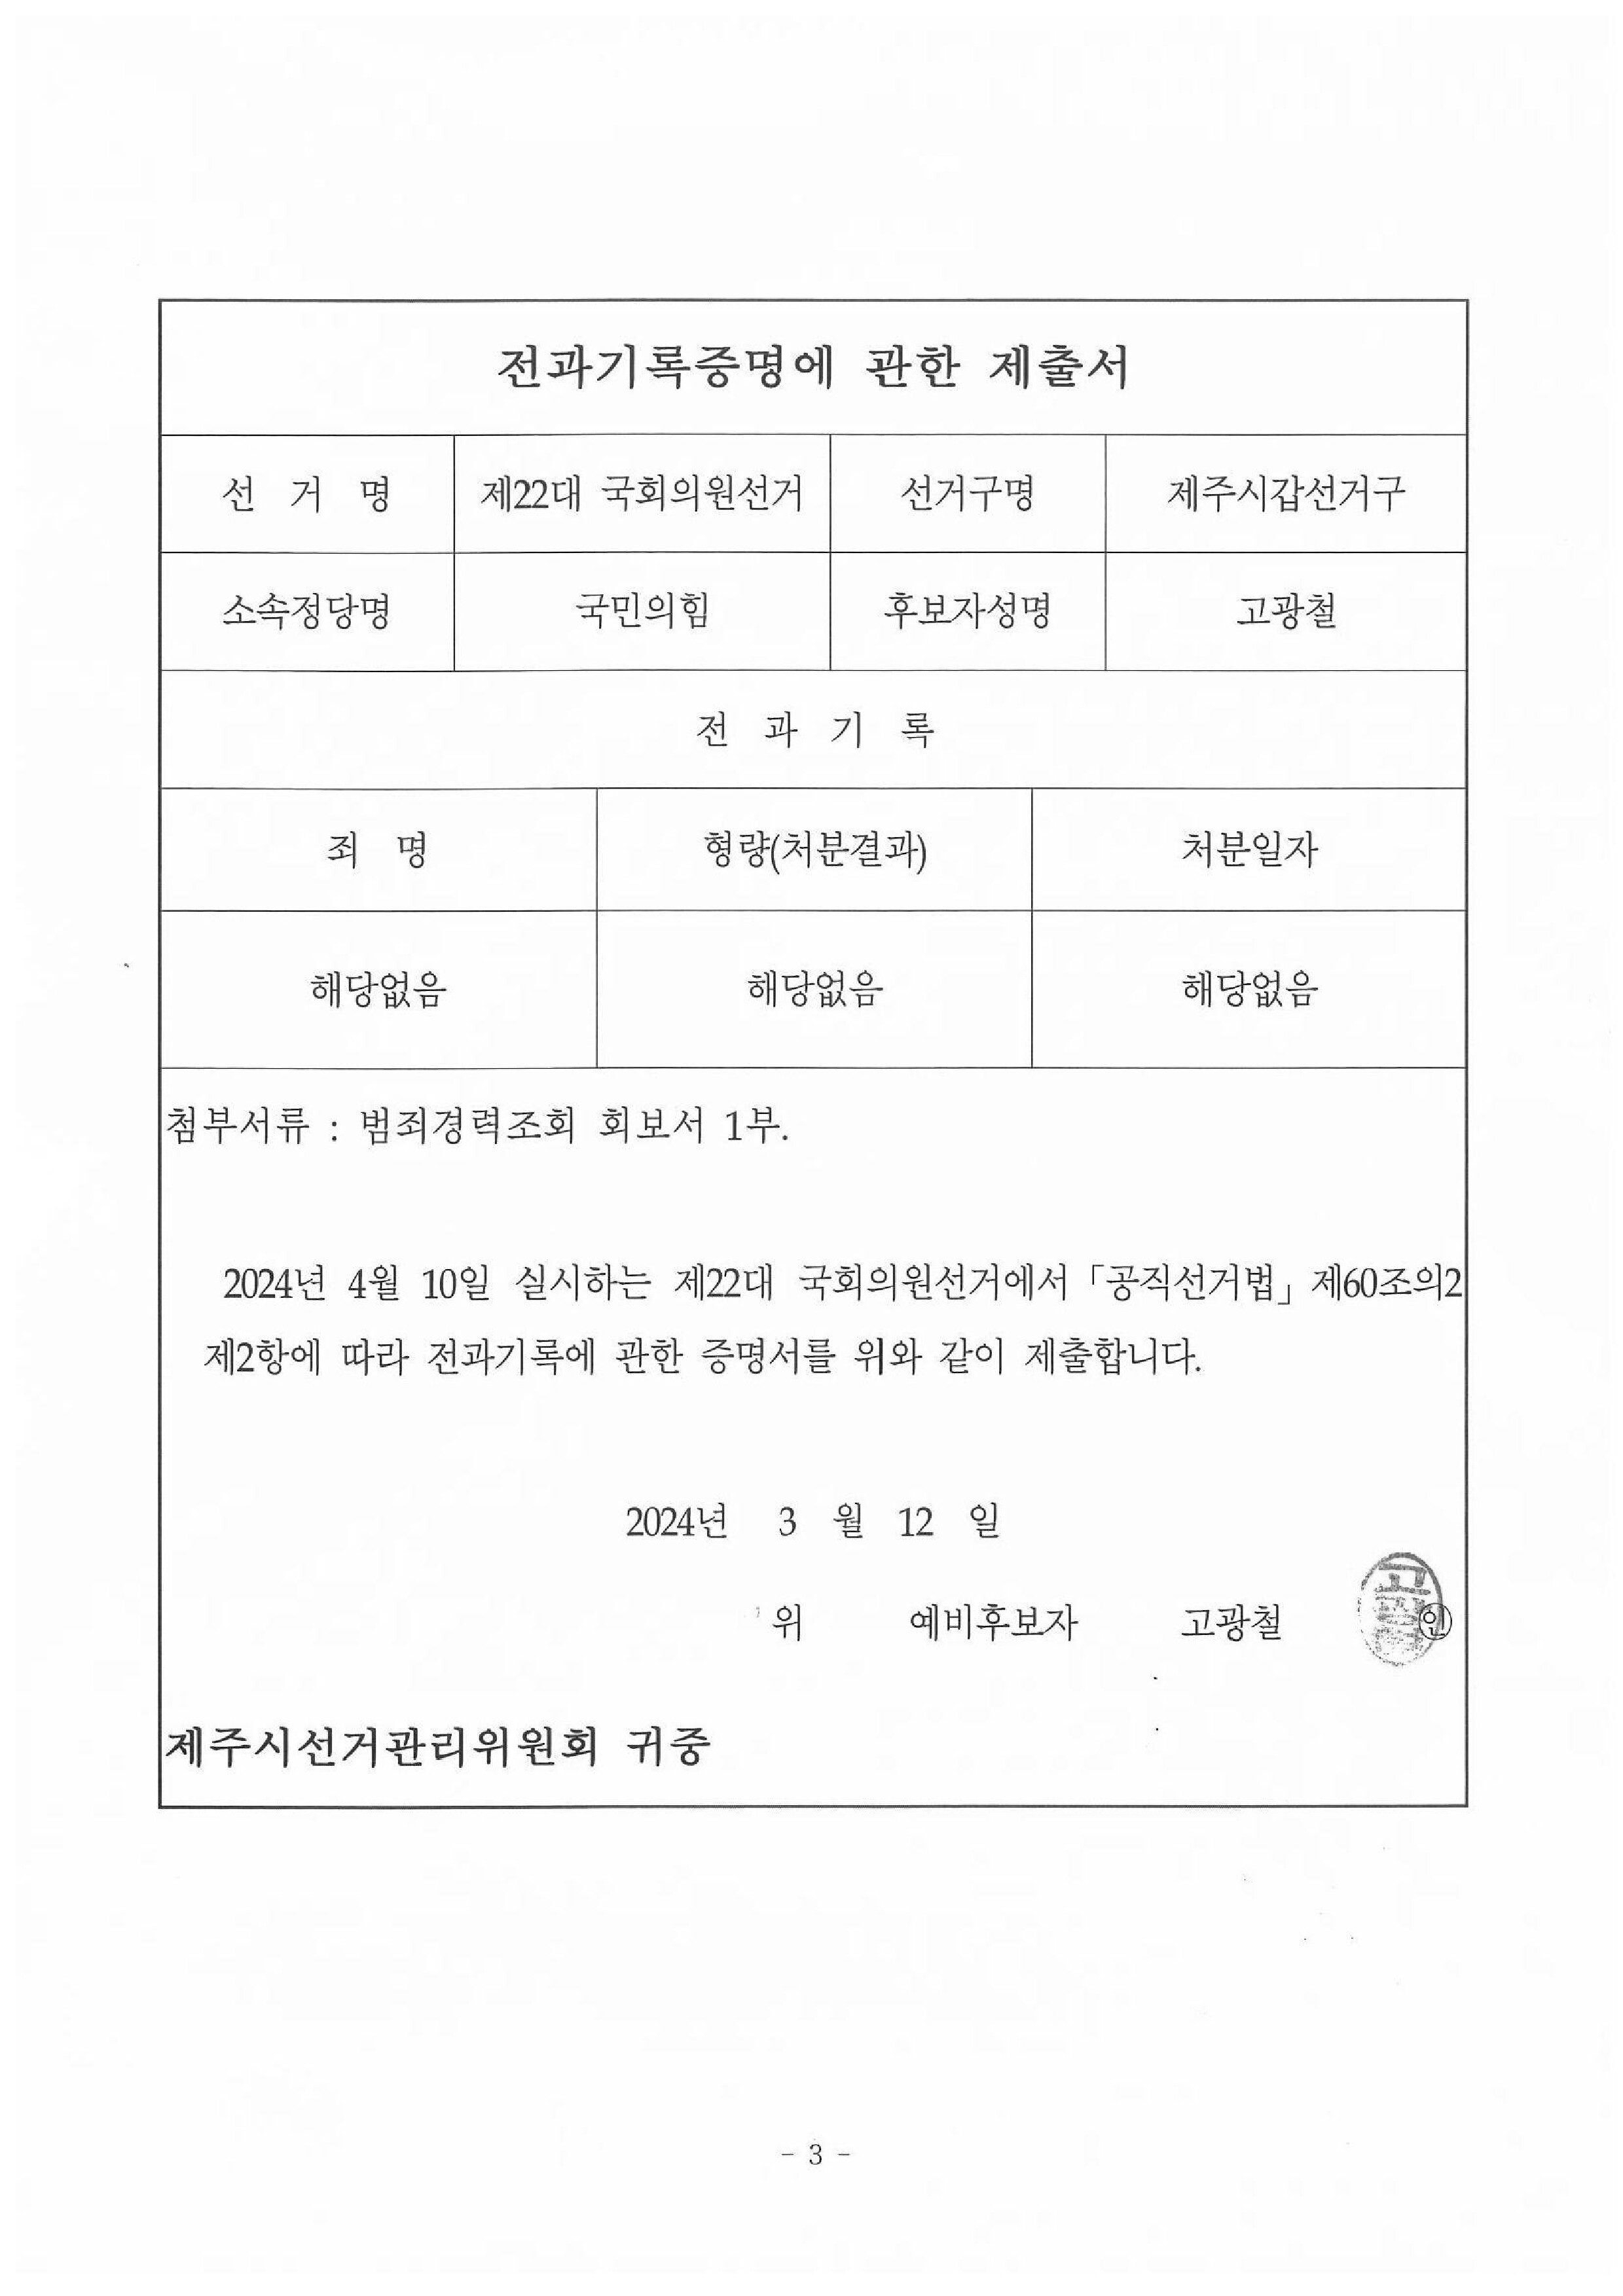 전과기록증명에 관한 제출서
선 거 명 제22대 국회의원선거 선거구명 제주시갑선거구
소속정당명 국민의힘 후보자성명 고광철
전 과 기 록
죄 명 형량(처분결과) 처분일자
해당없음 해당없음 해당없음
첨부서류 : 범죄경력조회 회보서 1부.
2024년 4월 10일 실시하는 제22대 국회의원선거에서 「공직선거법」 제60조의2
제2항에 따라 전과기록에 관한 증명서를 위와 같이 제출합니다.
2024년 3 월 12 일
위 예비후보자 고광철 ㊞
제주시선거관리위원회 귀중
- 3 -